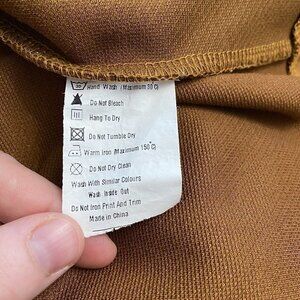 Hand Wash (Maximum 30 C)
Do Not Bleach
Hang To Dry
Do Not Tumble Dry
Warm iron (Maximum 150°C)
Do Not Dry Clean
Wash With Similar Colours
Wash Inside Out
Do Not Iron Print And Trim
Made in China